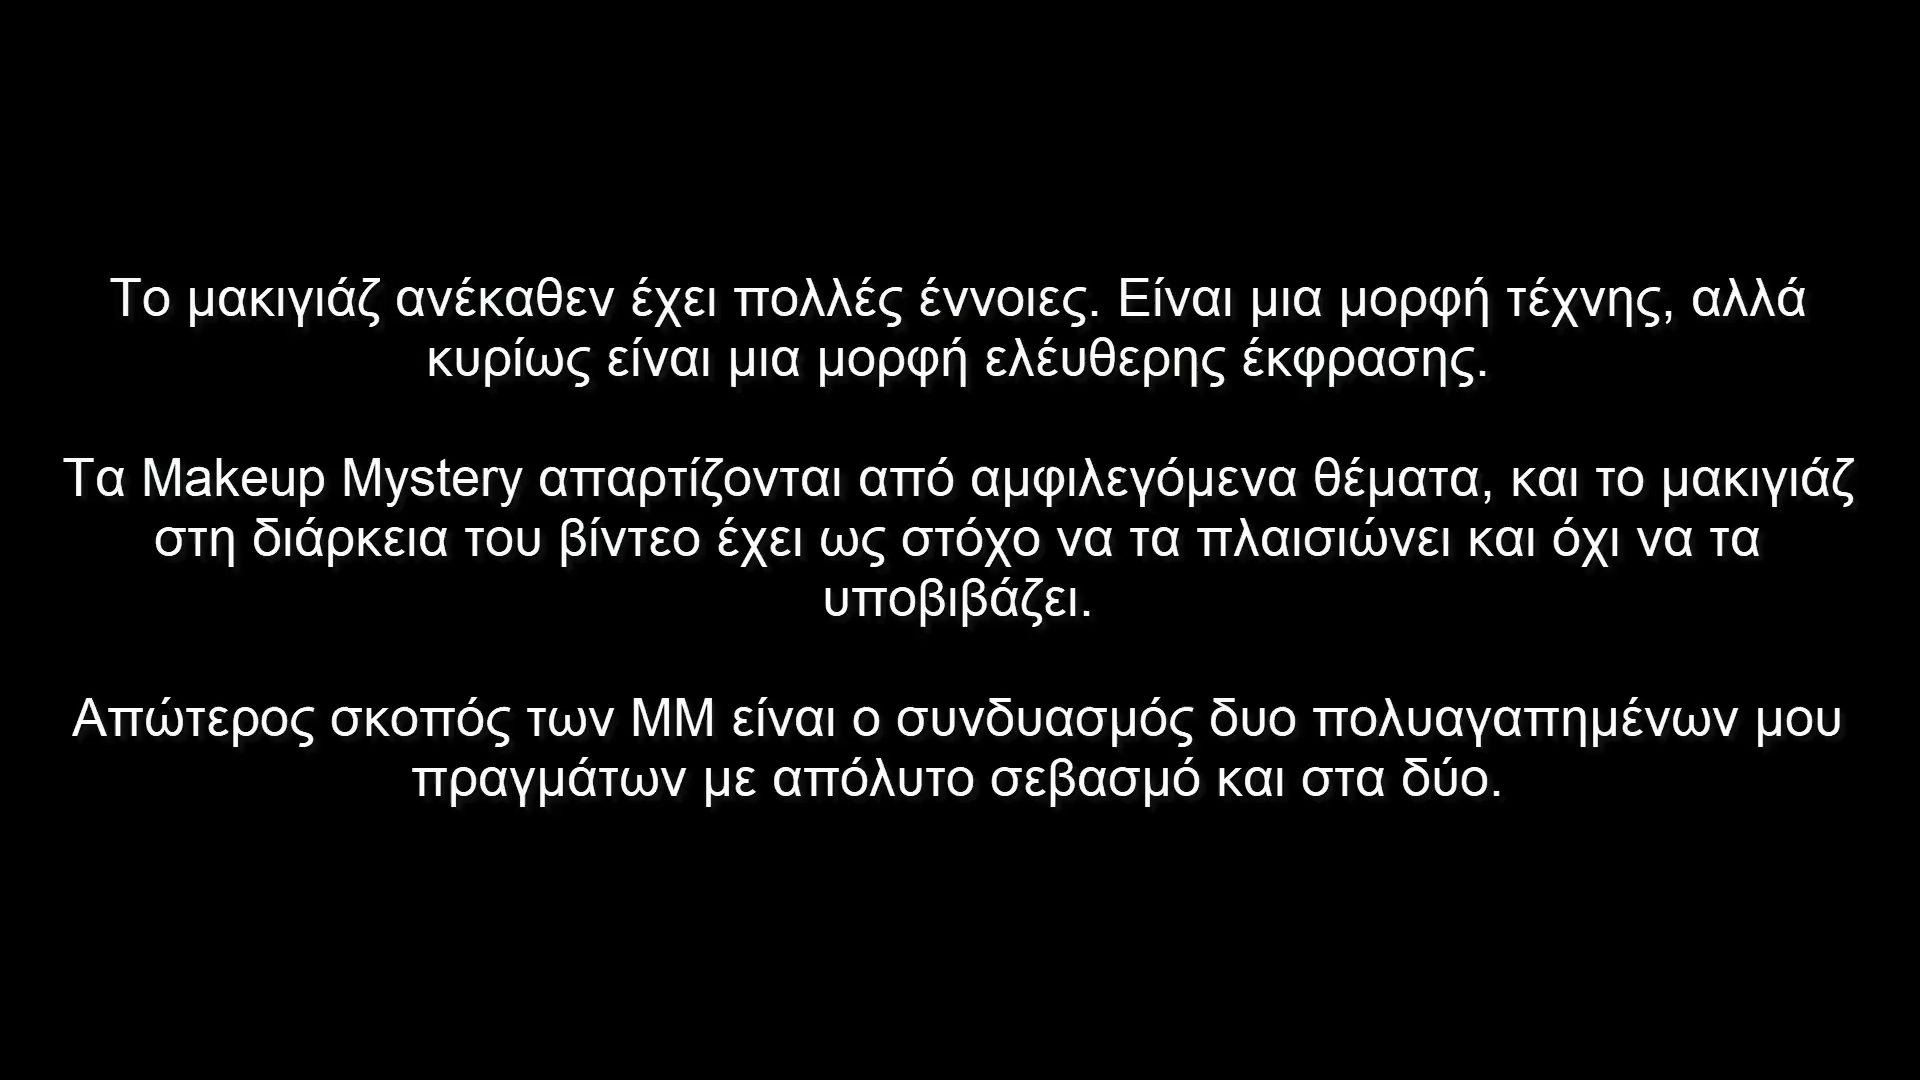 Το μακιγιάζ ανέκαθεν έχει πολλές έννοιες. Είναι μια μορφή τέχνης, αλλά
κυρίως είναι μια μορφή ελέυθερης έκφρασης.
Τα Makeup Mystery απαρτίζονται από αμφιλεγόμενα θέματα, και το μακιγιάζ
στη διάρκεια του βίντεο έχει ως στόχο να τα πλαισιώνει και όχι να τα
υποβιβάζει.
Απώτερος σκοπός των ΜΜ είναι ο συνδυασμός δυο πολυαγαπημένων μου
πραγμάτων με απόλυτο σεβασμό και στα δύο.